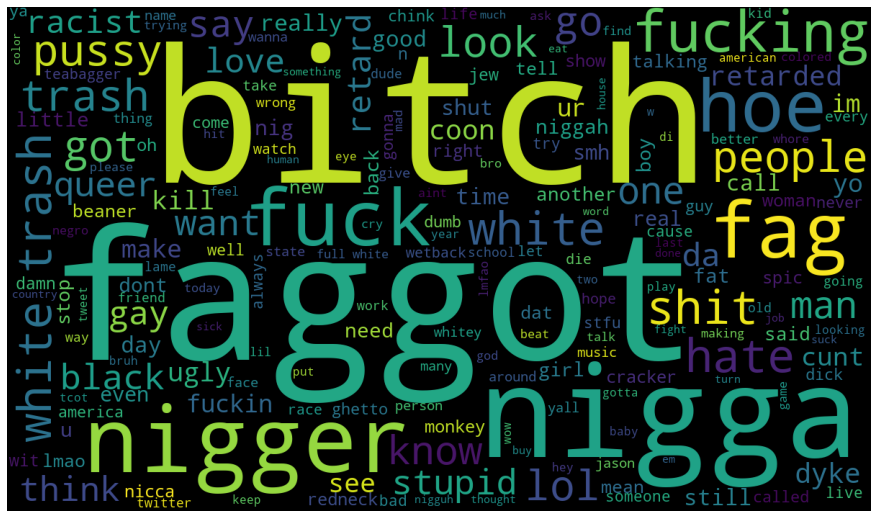 ya name racist say really chink life much ask go find kid fucking
trying wanna n
color pussy bitch good eat look something jew tell show american colored
teabagger love retard dude talking retarded
trash take wrong shut ur hoe im
little thing come nig watch coon niggah w whore every
got oh hit human eye gonna mad right try smh di house better people
please queer feel kill new back give bro boy one call yo
beaner want fuck cry dumb time another real guy woman never
negro make well state year aint word white cause da last done fag
white trash lame always full white wetback school let die fat spic going
damn dont today lmfao two play
country stop tweet friend faggot work dat hope old shit man
way gay sick need whitey beat stfu fight making job said
bruh day lil many god music talk looking suck hate cunt
black ugly face put around girl cracker turn dick
tcot even race ghetto person yall gotta game
america fuckin monkey wow baby nigga
u nigger know buy hey jason em
wit lmao see stupid lol mean someone dyke
think nicca redneck bad nigguh thought still called live
twitter keep